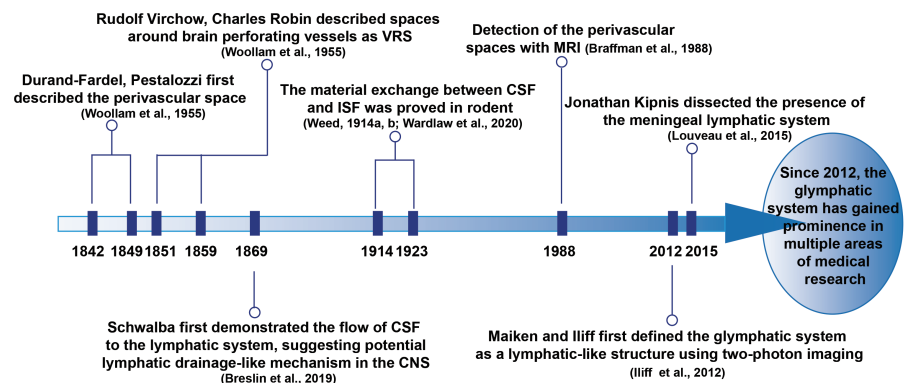 Rudolf Virchow, Charles Robin described spaces
around brain perforating vessels as VRS
(Woollam et al., 1955)
Detection of the perivascular
spaces with MRI (Braffman et al., 1988)
Durand-Fardel, Pestalozzi first
described the perivascular space
(Woollam et al., 1955)
The material exchange between CSF
and ISF was proved in rodent
(Weed, 1914a, b; Wardlaw et al., 2020)
Jonathan Kipnis dissected the presence of
the meningeal lymphatic system
(Louveau et al., 2015)
Since 2012, the
glymphatic
system has gained
prominence in
multiple areas
of medical
research
1842 1849 1851 1859 1869 1914 1923 1988 2012 2015
Schwalba first demonstrated the flow of CSF
to the lymphatic system, suggesting potential
lymphatic drainage-like mechanism in the CNS
(Breslin et al., 2019)
Maiken and Iliff first defined the glymphatic system
as a lymphatic-like structure using two-photon imaging
(Iliff et al., 2012)